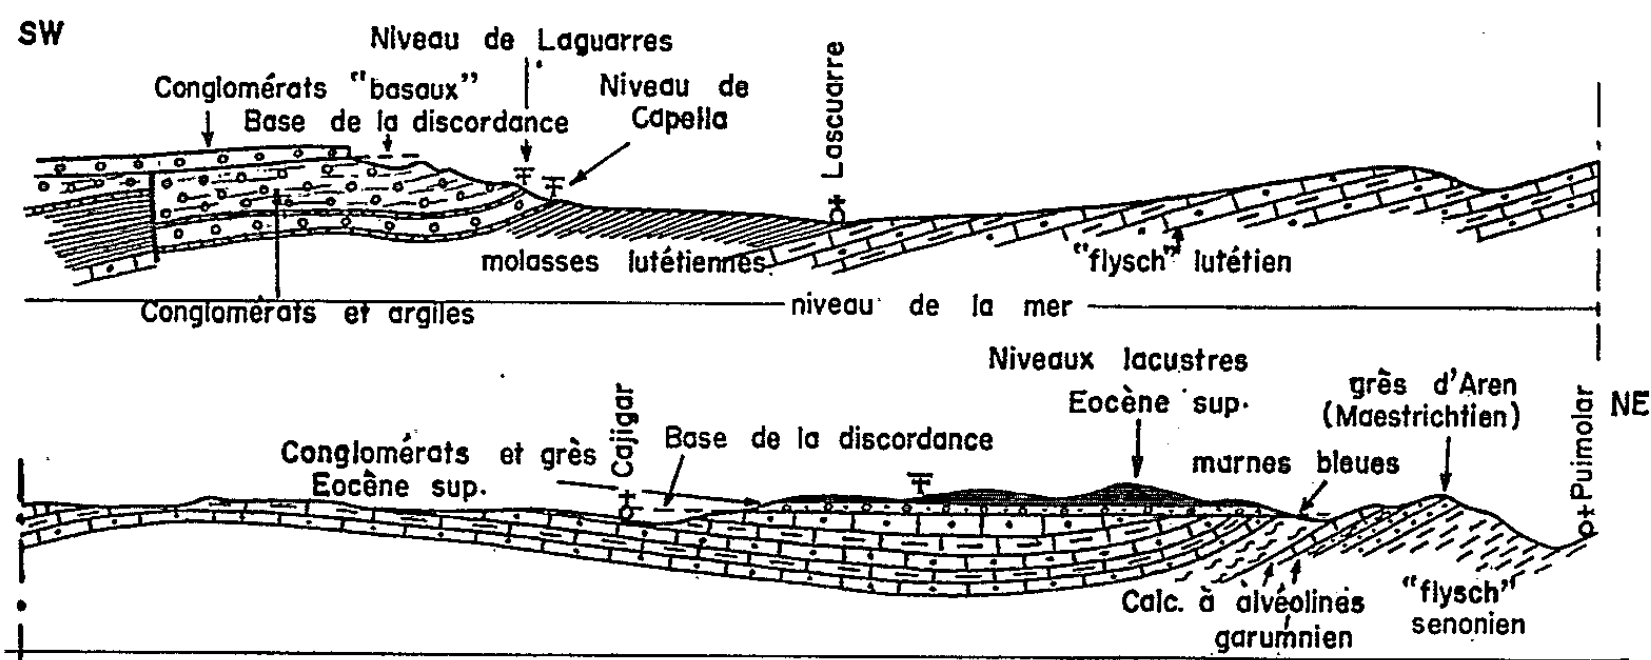 SW
Niveau de Laguarres
Conglomérats "basaux"
Niveau de
Capella
Base de la discordance
Lascuarre
molasses lutétiennes
"flysch" lutétien
Conglomérats et argiles
niveau de la mer
Niveaux lacustres
Eocène sup.
grès d'Aren
(Maestrichtien)
Puimolar
NE
Cajigar
Base de la discordance
Conglomérats et grès
Eocène sup.
marnes bleues
Calc. à alvéolines
garumnien
"flysch"
senonien